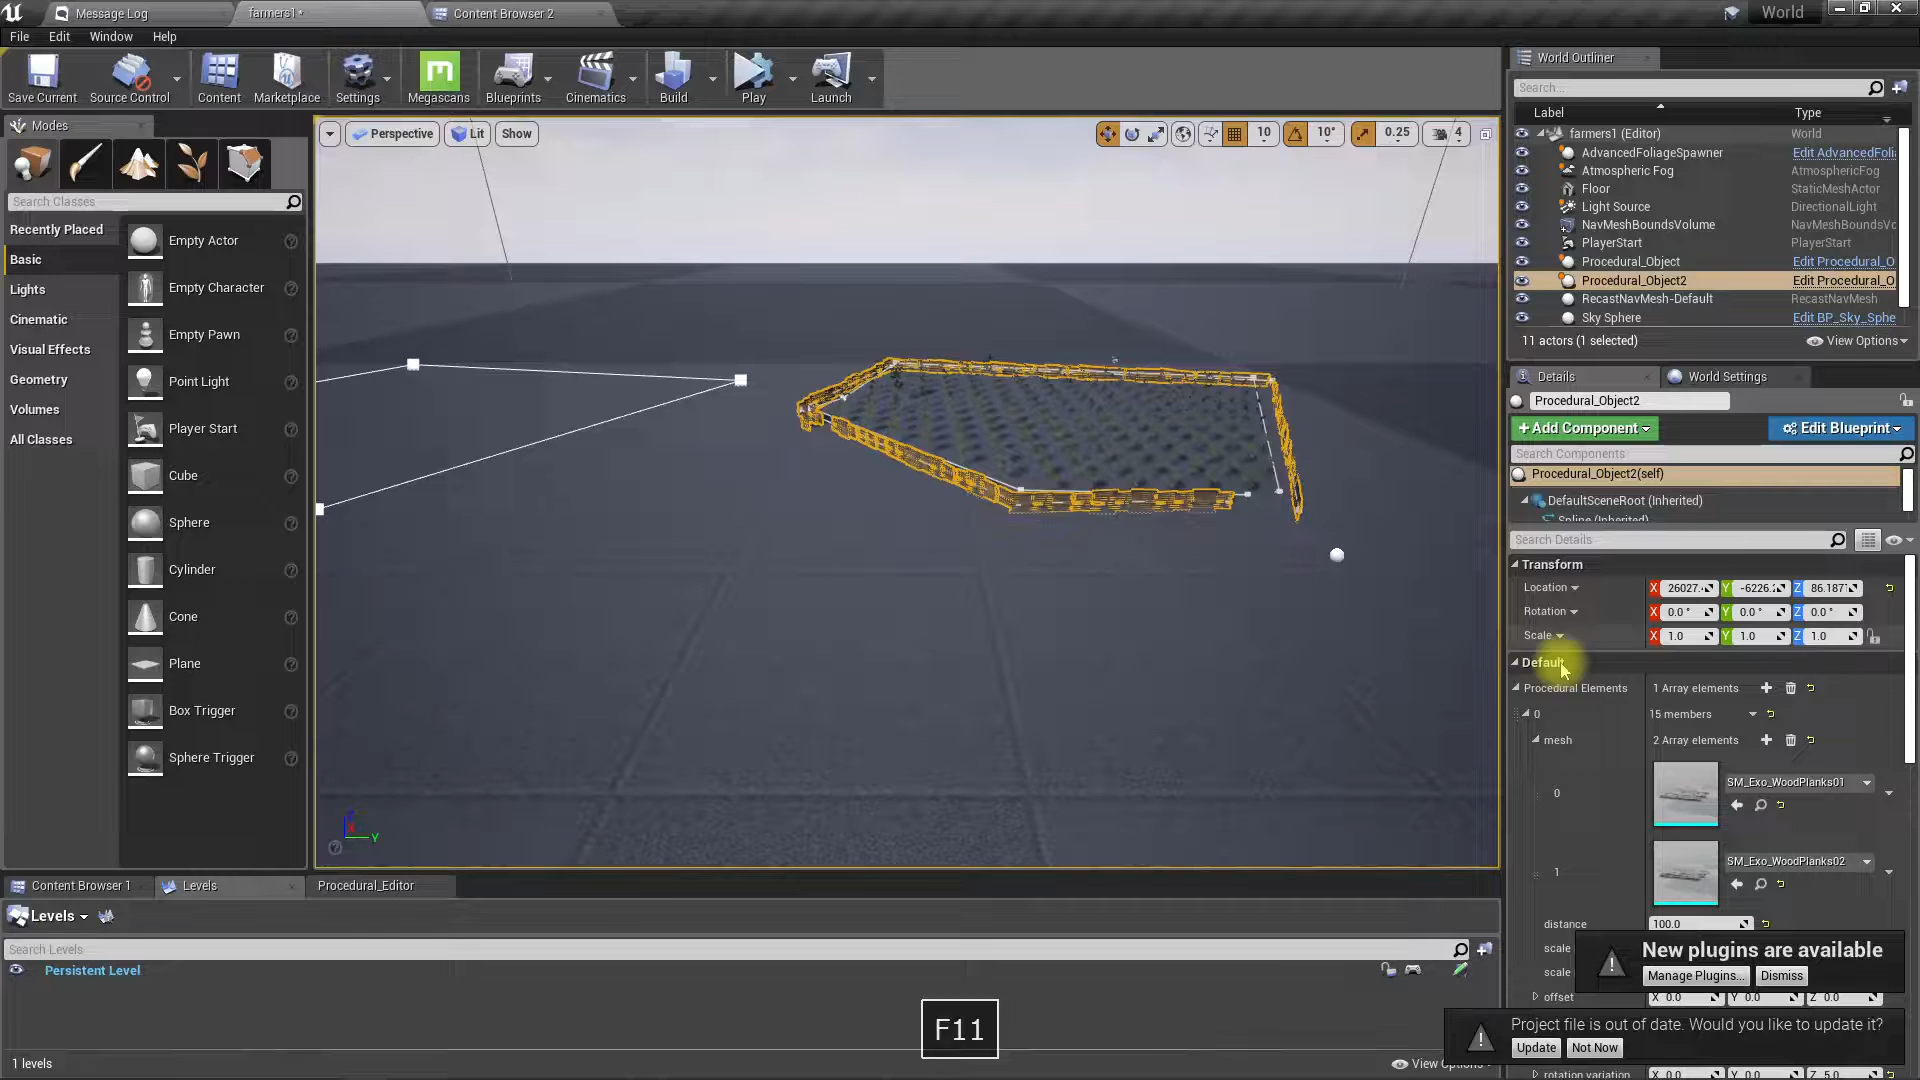 Message Log
farmers1*
Content Browser 2
World
File Edit Window Help
Save Current
Source Control
Content
Marketplace
Settings
Megascans
Blueprints
Cinematics
Build
Play
Launch
Modes
Search Classes
Recently Placed
Basic
Lights
Cinematic
Visual Effects
Geometry
Volumes
All Classes
Empty Actor
Empty Character
Empty Pawn
Point Light
Player Start
Cube
Sphere
Cylinder
Cone
Plane
Box Trigger
Sphere Trigger
Perspective
Lit
Show
10
10°
0.25
4
X
Y
World Outliner
Search...
Label Type
farmers1 (Editor) World
AdvancedFoliageSpawner Edit AdvancedFoli
Atmospheric Fog AtmosphericFog
Floor StaticMeshActor
Light Source DirectionalLight
NavMeshBoundsVolume NavMeshBoundsVo
PlayerStart PlayerStart
Procedural_Object Edit Procedural_O
Procedural_Object2 Edit Procedural_O
RecastNavMesh-Default RecastNavMesh
Sky Sphere Edit BP_Sky_Sphe
11 actors (1 selected)
View Options
Details
World Settings
Procedural_Object2
+ Add Component
Edit Blueprint
Search Components
Procedural_Object2(self)
DefaultSceneRoot (Inherited)
Spline (Inherited)
Search Details
Transform
Location X 26027. Y -6226. Z 86.187
Rotation X 0.0° Y 0.0° Z 0.0°
Scale X 1.0 Y 1.0 Z 1.0
Default
Procedural Elements 1 Array elements
0 15 members
mesh 2 Array elements
0 SM_Exo_WoodPlanks01
1 SM_Exo_WoodPlanks02
distance 100.0
scale
scale
offset X 0.0 Y 0.0 Z 0.0
rotation variation X 0.0 Y 0.0 Z 5.0
New plugins are available
Manage Plugins... Dismiss
Project file is out of date. Would you like to update it?
Update Not Now
Content Browser 1
Levels
Procedural_Editor
Levels
Search Levels
Persistent Level
F11
1 levels
View Options